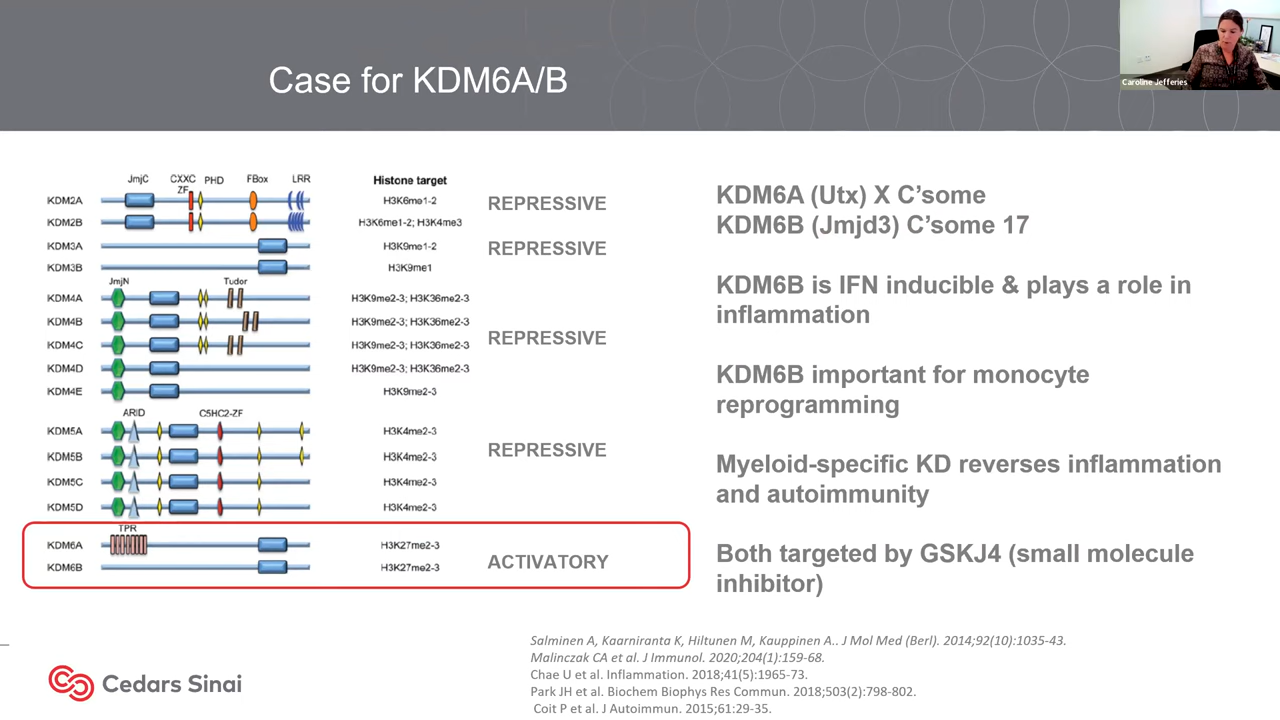 Case for KDM6A/B
Caroline Jefferies
JmjC CXXC ZF PHD FBox LRR Histone target
KDM2A H3K6me1-2 REPRESSIVE
KDM2B H3K6me1-2; H3K4me3
KDM3A H3K9me1-2 REPRESSIVE
KDM3B H3K9me1
JmjN Tudor
KDM4A H3K9me2-3; H3K36me2-3
KDM4B H3K9me2-3; H3K36me2-3
KDM4C H3K9me2-3; H3K36me2-3 REPRESSIVE
KDM4D H3K9me2-3; H3K36me2-3
KDM4E H3K9me2-3
ARID C5HC2-ZF
KDM5A H3K4me2-3
KDM5B H3K4me2-3 REPRESSIVE
KDM5C H3K4me2-3
KDM5D H3K4me2-3
TPR
KDM6A H3K27me2-3 ACTIVATORY
KDM6B H3K27me2-3
KDM6A (Utx) X C’some
KDM6B (Jmjd3) C’some 17
KDM6B is IFN inducible & plays a role in
inflammation
KDM6B important for monocyte
reprogramming
Myeloid-specific KD reverses inflammation
and autoimmunity
Both targeted by GSKJ4 (small molecule
inhibitor)
Salminen A, Kaarniranta K, Hiltunen M, Kauppinen A.. J Mol Med (Berl). 2014;92(10):1035-43.
Malinczak CA et al. J Immunol. 2020;204(1):159-68.
Chae U et al. Inflammation. 2018;41(5):1965-73.
Park JH et al. Biochem Biophys Res Commun. 2018;503(2):798-802.
Coit P et al. J Autoimmun. 2015;61:29-35.
Cedars Sinai